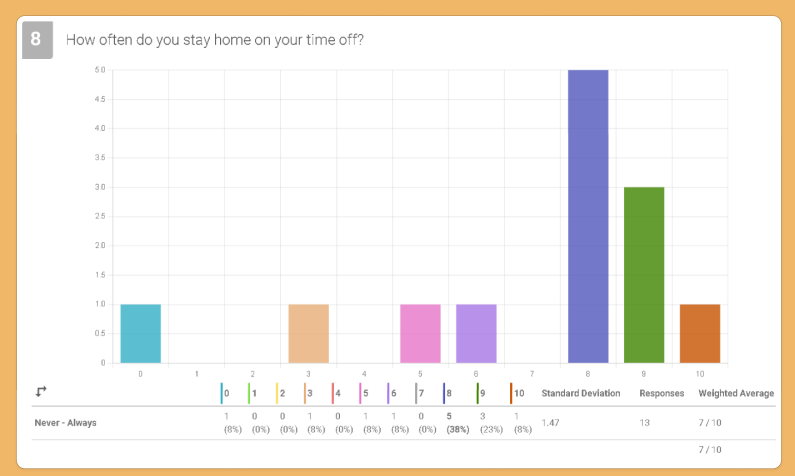 8 How often do you stay home on your time off?
5.0
4.5
4.0
3.5
3.0
2.5
2.0
1.5
1.0
0.5
0
0 1 2 3 4 5 6 7 8 9 10
0 1 2 3 4 5 6 7 8 9 10 Standard Deviation Responses Weighted Average
Never - Always 1 (8%) 0 (0%) 0 (0%) 1 (8%) 0 (0%) 1 (8%) 1 (8%) 0 (0%) 5 (38%) 3 (23%) 1 (8%) 1.47 13 7 / 10
7 / 10